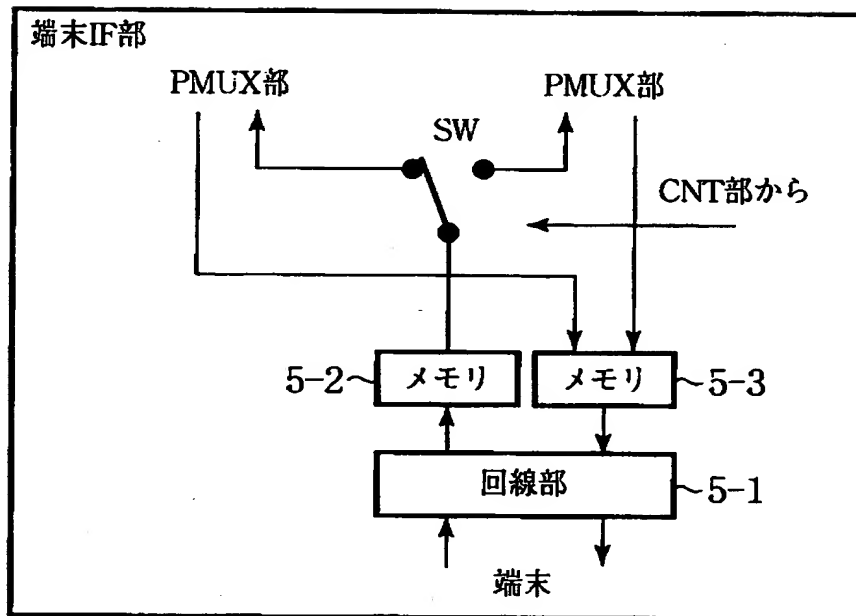 端末IF部
PMUX部
PMUX部
SW
CNT部から
5-2
メモリ
メモリ
5-3
回線部
5-1
端末